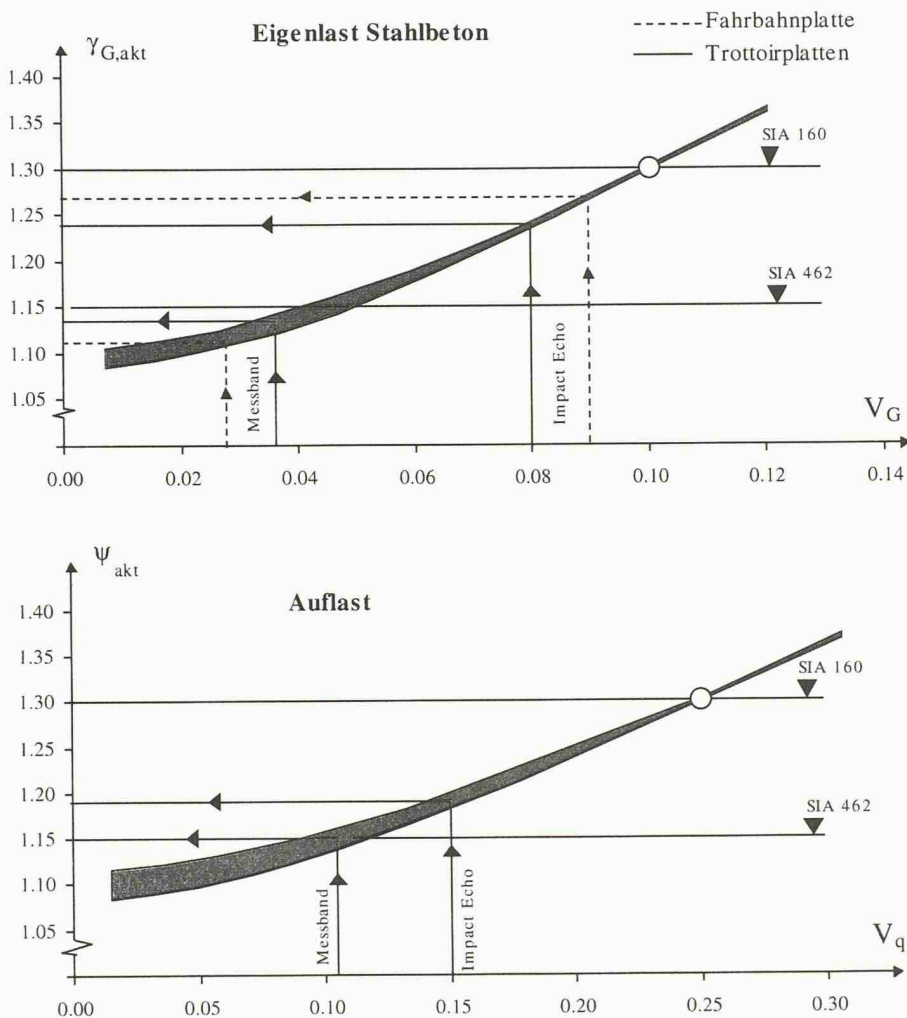 γG,akt
Eigenlast Stahlbeton
Fahrbahnplatte
Trottoirplatten
1.40
1.35
SIA 160
1.30
1.25
1.20
SIA 462
1.15
1.10
1.05
Messband
Impact Echo
VG
0.00 0.02 0.04 0.06 0.08 0.10 0.12 0.14
ψakt
Auflast
1.40
1.35
SIA 160
1.30
1.25
1.20
SIA 462
1.15
1.10
1.05
Messband
Impact Echo
Vq
0.00 0.05 0.10 0.15 0.20 0.25 0.30